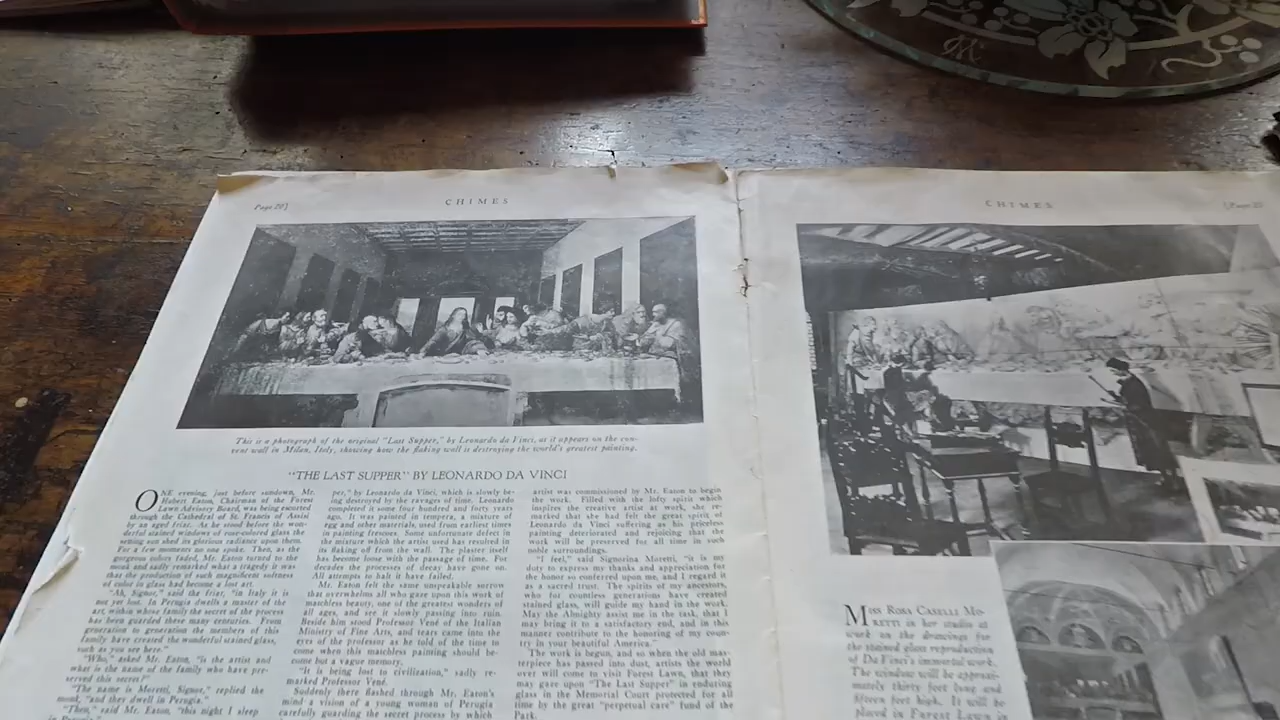 Page 20]
CHIMES
This is a photograph of the original "Last Supper," by Leonardo da Vinci, as it appears on the con-
vent wall in Milan, Italy, showing how the flaking wall is destroying the world's greatest painting.
"THE LAST SUPPER" BY LEONARDO DA VINCI
ONE evening, just before sundown, Mr.
Hubert Eaton, Chairman of the Forest
Lawn Advisory Board, was being escorted
through the Cathedral of St. Francis of Assisi
by an aged friar. As he stood before the won-
derful stained windows of rose-colored glass the
setting sun shed its glorious radiance upon them.
For a few moments no one spoke. Then, as the
gorgeous colors faded, Mr. Eaton turned to the
monk and sadly remarked what a tragedy it was
that the production of such magnificent softness
of color in glass had become a lost art.
"Ah, Signor," said the friar, "in Italy it is
not yet lost. In Perugia dwells a master of the
art, within whose family the secret of the process
has been guarded these many centuries. From
generation to generation the members of this
family have created the wonderful stained glass,
such as you see here."
"Who," asked Mr. Eaton, "is the artist and
what is the name of the family who have pre-
served this secret?"
"The name is Moretti, Signor," replied the
monk, "and they dwell in Perugia."
"Then," said Mr. Eaton, "this night I sleep
in Perugia."
per," by Leonardo da Vinci, which is slowly be-
ing destroyed by the ravages of time. Leonardo
completed it some four hundred and forty years
ago. It was painted in tempera, a mixture of
egg and other materials, used from earliest times
in painting frescoes. Some unfortunate defect in
the mixture which the artist used has resulted in
its flaking off from the wall. The plaster itself
has become loose with the passage of time. For
decades the processes of decay have gone on.
All attempts to halt it have failed.
Mr. Eaton felt the same unspeakable sorrow
that overwhelms all who gaze upon this work of
matchless beauty, one of the greatest wonders of
all ages, and see it slowly passing into ruin.
Beside him stood Professor Vené of the Italian
Ministry of Fine Arts, and tears came into the
eyes of the professor as he told of the time to
come when this matchless painting should be-
come but a vague memory.
"It is being lost to civilization," sadly re-
marked Professor Vené.
Suddenly there flashed through Mr. Eaton's
mind a vision of a young woman of Perugia
carefully guarding the secret process by which
artist was commissioned by Mr. Eaton to begin
the work. Filled with the lofty spirit which
inspires the creative artist at work, she re-
marked that she had felt the great spirit of
Leonardo da Vinci suffering as his priceless
painting deteriorated and rejoicing that the
work will be preserved for all time in such
noble surroundings.
"I feel," said Signorina Moretti, "it is my
duty to express my thanks and appreciation for
the honor so conferred upon me, and I regard it
as a sacred trust. The spirits of my ancestors,
who for countless generations have created
stained glass, will guide my hand in the work.
May the Almighty assist me in the task, that I
may bring it to a satisfactory end, and in this
manner contribute to the honoring of my coun-
try in your beautiful America."
The work is begun, and so when the old mas-
terpiece has passed into dust, artists the world
over will come to visit Forest Lawn, that they
may gaze upon "The Last Supper" in enduring
glass in the Memorial Court protected for all
time by the great "perpetual care" fund of the
Park.
CHIMES
[Page
MISS ROSA CASELLI MO-
RETTI in her studio at
work on the drawings for
the stained glass reproduction
of Da Vinci's immortal work.
The window will be approxi-
mately thirty feet long and
fifteen feet high. It will be
placed in Forest Lawn in